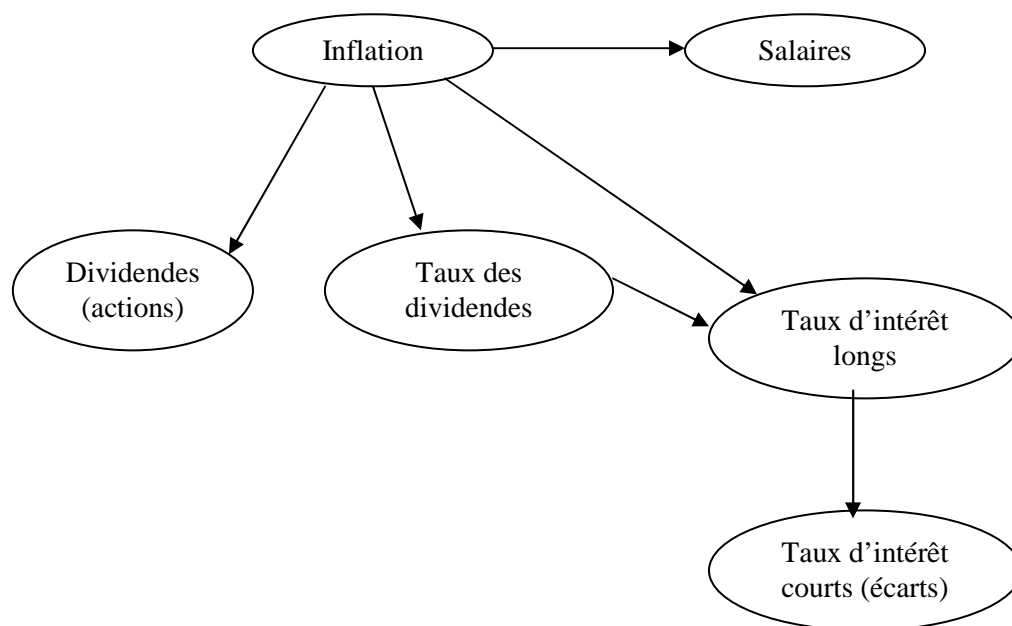 Inflation
Salaires
Dividendes
(actions)
Taux des
dividendes
Taux d'intérêt
longs
Taux d'intérêt
courts (écarts)